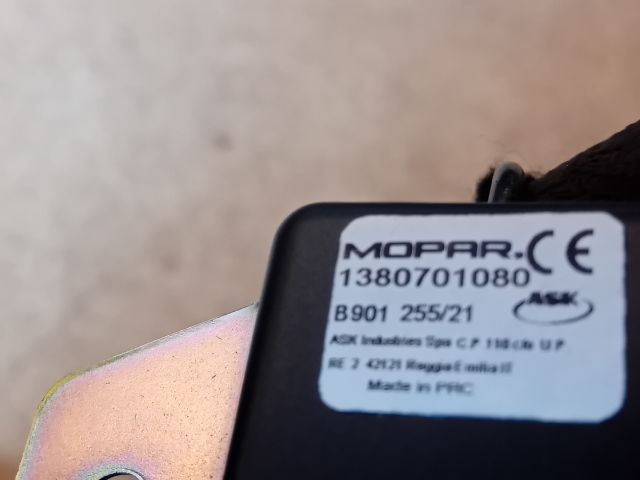 MOPAR. CE
1380701080
B901 255/21 ASK
ASK Industries Spa C.P. 110 c/o U.P.
RE 2 42121 Reggio Emilia IT
Made in PRC